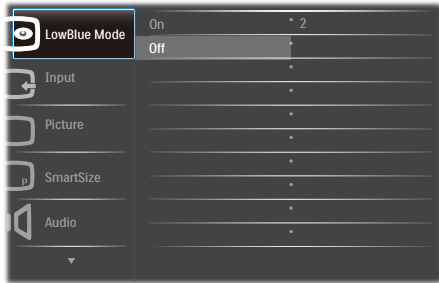 LowBlue Mode
On
2
Off
Input
Picture
P
SmartSize
Audio